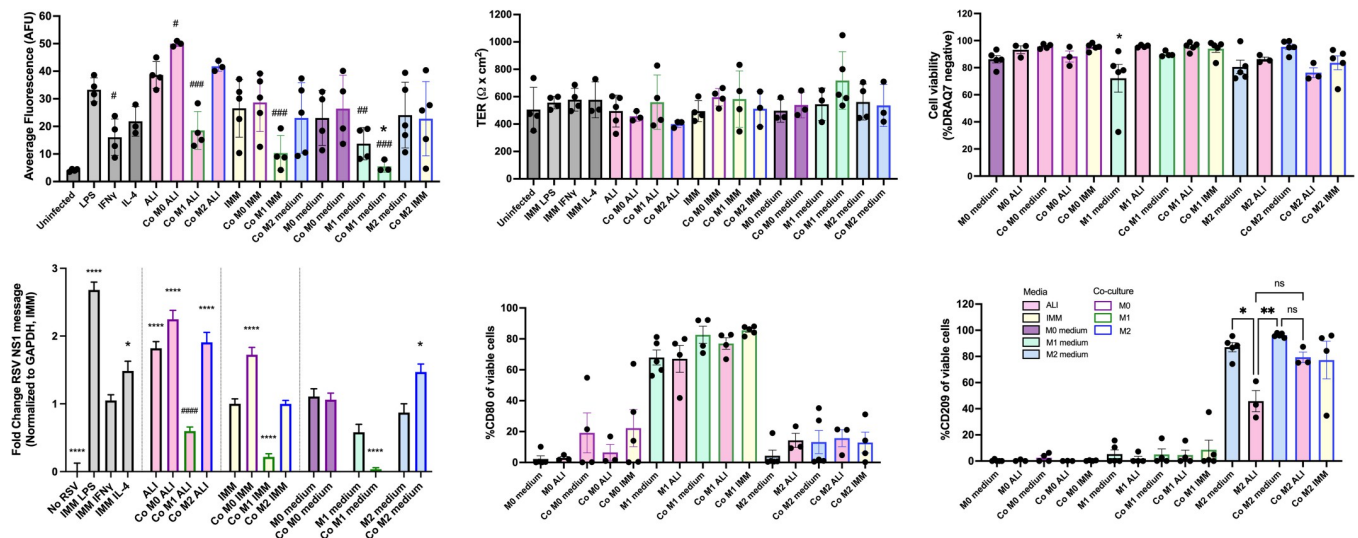 Aveerage Fluorescence (AFU)
60
50
40
30
20
10
0
#
#
###
###
##
*
###
Uninfected
LPS
IFNγ
IL-4
ALI
Co M0 ALI
Co M1 ALI
Co M2 ALI
IMM
Co M0 IMM
Co M1 IMM
Co M2 medium
M0 medium
Co M0 medium
M1 medium
Co M1 medium
M2 medium
Co M2 IMM
TER (Ω x cm²)
1200
1000
800
600
400
200
0
Uninfected
IMM LPS
IMM IFNγ
IMM IL-4
ALI
Co M0 ALI
Co M1 ALI
Co M2 ALI
IMM
Co M0 IMM
Co M1 IMM
Co M2 IMM
M0 medium
Co M0 medium
M1 medium
Co M1 medium
M2 medium
Co M2 medium
Cell viability
(%DRAQ7 negative)
120
100
80
60
40
20
0
*
M0 medium
M0 ALI
Co M0 medium
Co M0 ALI
Co M0 IMM
M1 medium
M1 ALI
Co M1 medium
Co M1 ALI
Co M1 IMM
M2 medium
M2 ALI
Co M2 medium
Co M2 ALI
Co M2 IMM
Fold Change RSV NS1 message
(Normalized to GAPDH, IMM)
3
2
1
0
****
****
*
****
****
####
****
****
****
****
*
No RSV
IMM LPS
IMM IFNγ
IMM IL-4
ALI
Co M0 ALI
Co M1 ALI
Co M2 ALI
IMM
Co M0 IMM
Co M1 IMM
Co M2 IMM
M0 medium
Co M0 medium
M1 medium
Co M1 medium
M2 medium
Co M2 medium
%CD80 of viable cells
100
80
60
40
20
0
M0 medium
M0 ALI
Co M0 medium
Co M0 ALI
Co M0 IMM
M1 medium
M1 ALI
Co M1 medium
Co M1 ALI
Co M1 IMM
M2 medium
M2 ALI
Co M2 medium
Co M2 ALI
Co M2 IMM
Media
ALI
IMM
M0 medium
M1 medium
M2 medium
Co-culture
M0
M1
M2
%CD209 of viable cells
120
100
80
60
40
20
0
ns
*
**
ns
M0 medium
M0 ALI
Co M0 medium
Co M0 ALI
Co M0 IMM
M1 medium
M1 ALI
Co M1 medium
Co M1 ALI
Co M1 IMM
M2 medium
M2 ALI
Co M2 medium
Co M2 ALI
Co M2 IMM